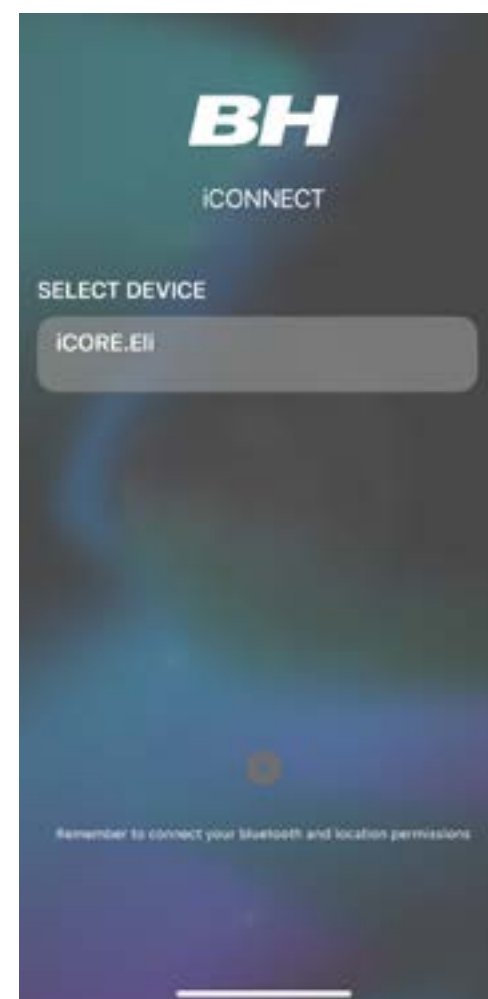 BH
iCONNECT
SELECT DEVICE
iCORE.Eli
Remember to connect your bluetooth and location permissions